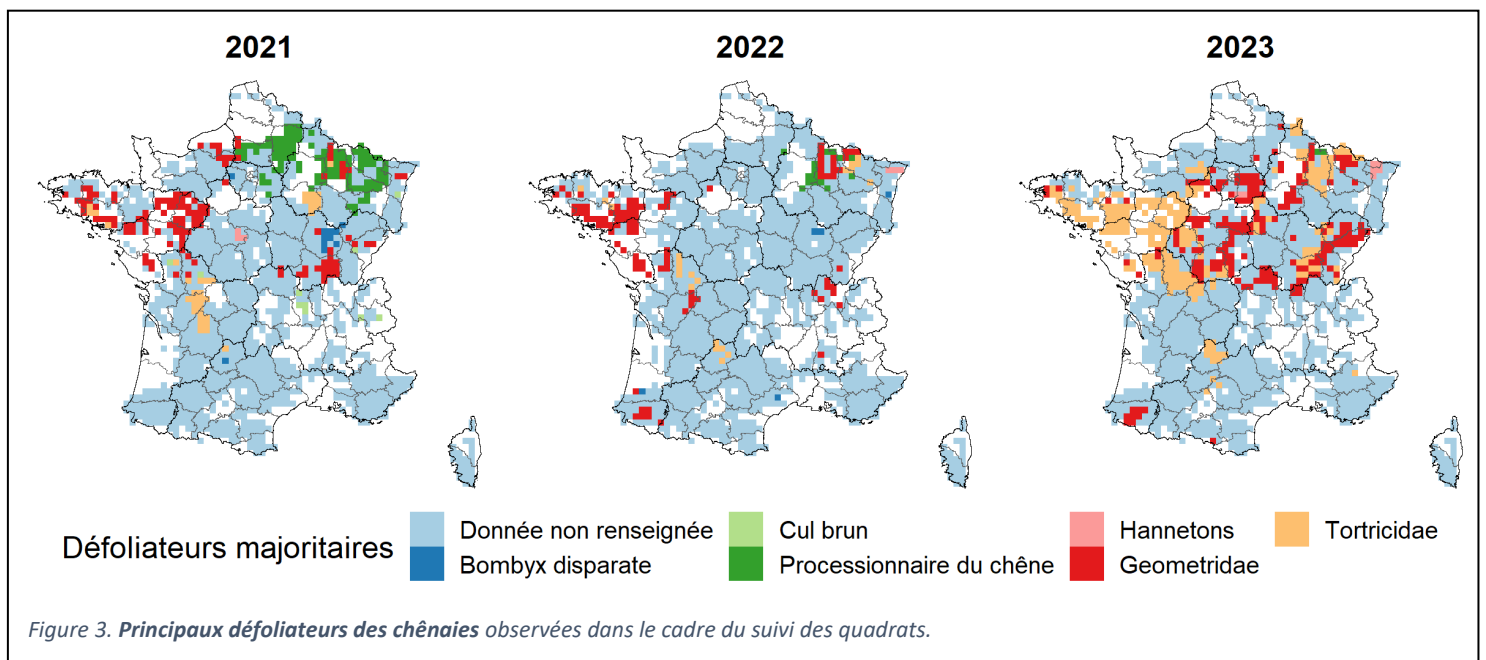 2021 2022 2023
Défoliateurs majoritaires
Donnée non renseignée Cul brun Hannetons Tortricidae
Bombyx disparate Processionnaire du chêne Geometridae
Figure 3. Principaux défoliateurs des chênaies observées dans le cadre du suivi des quadrats.